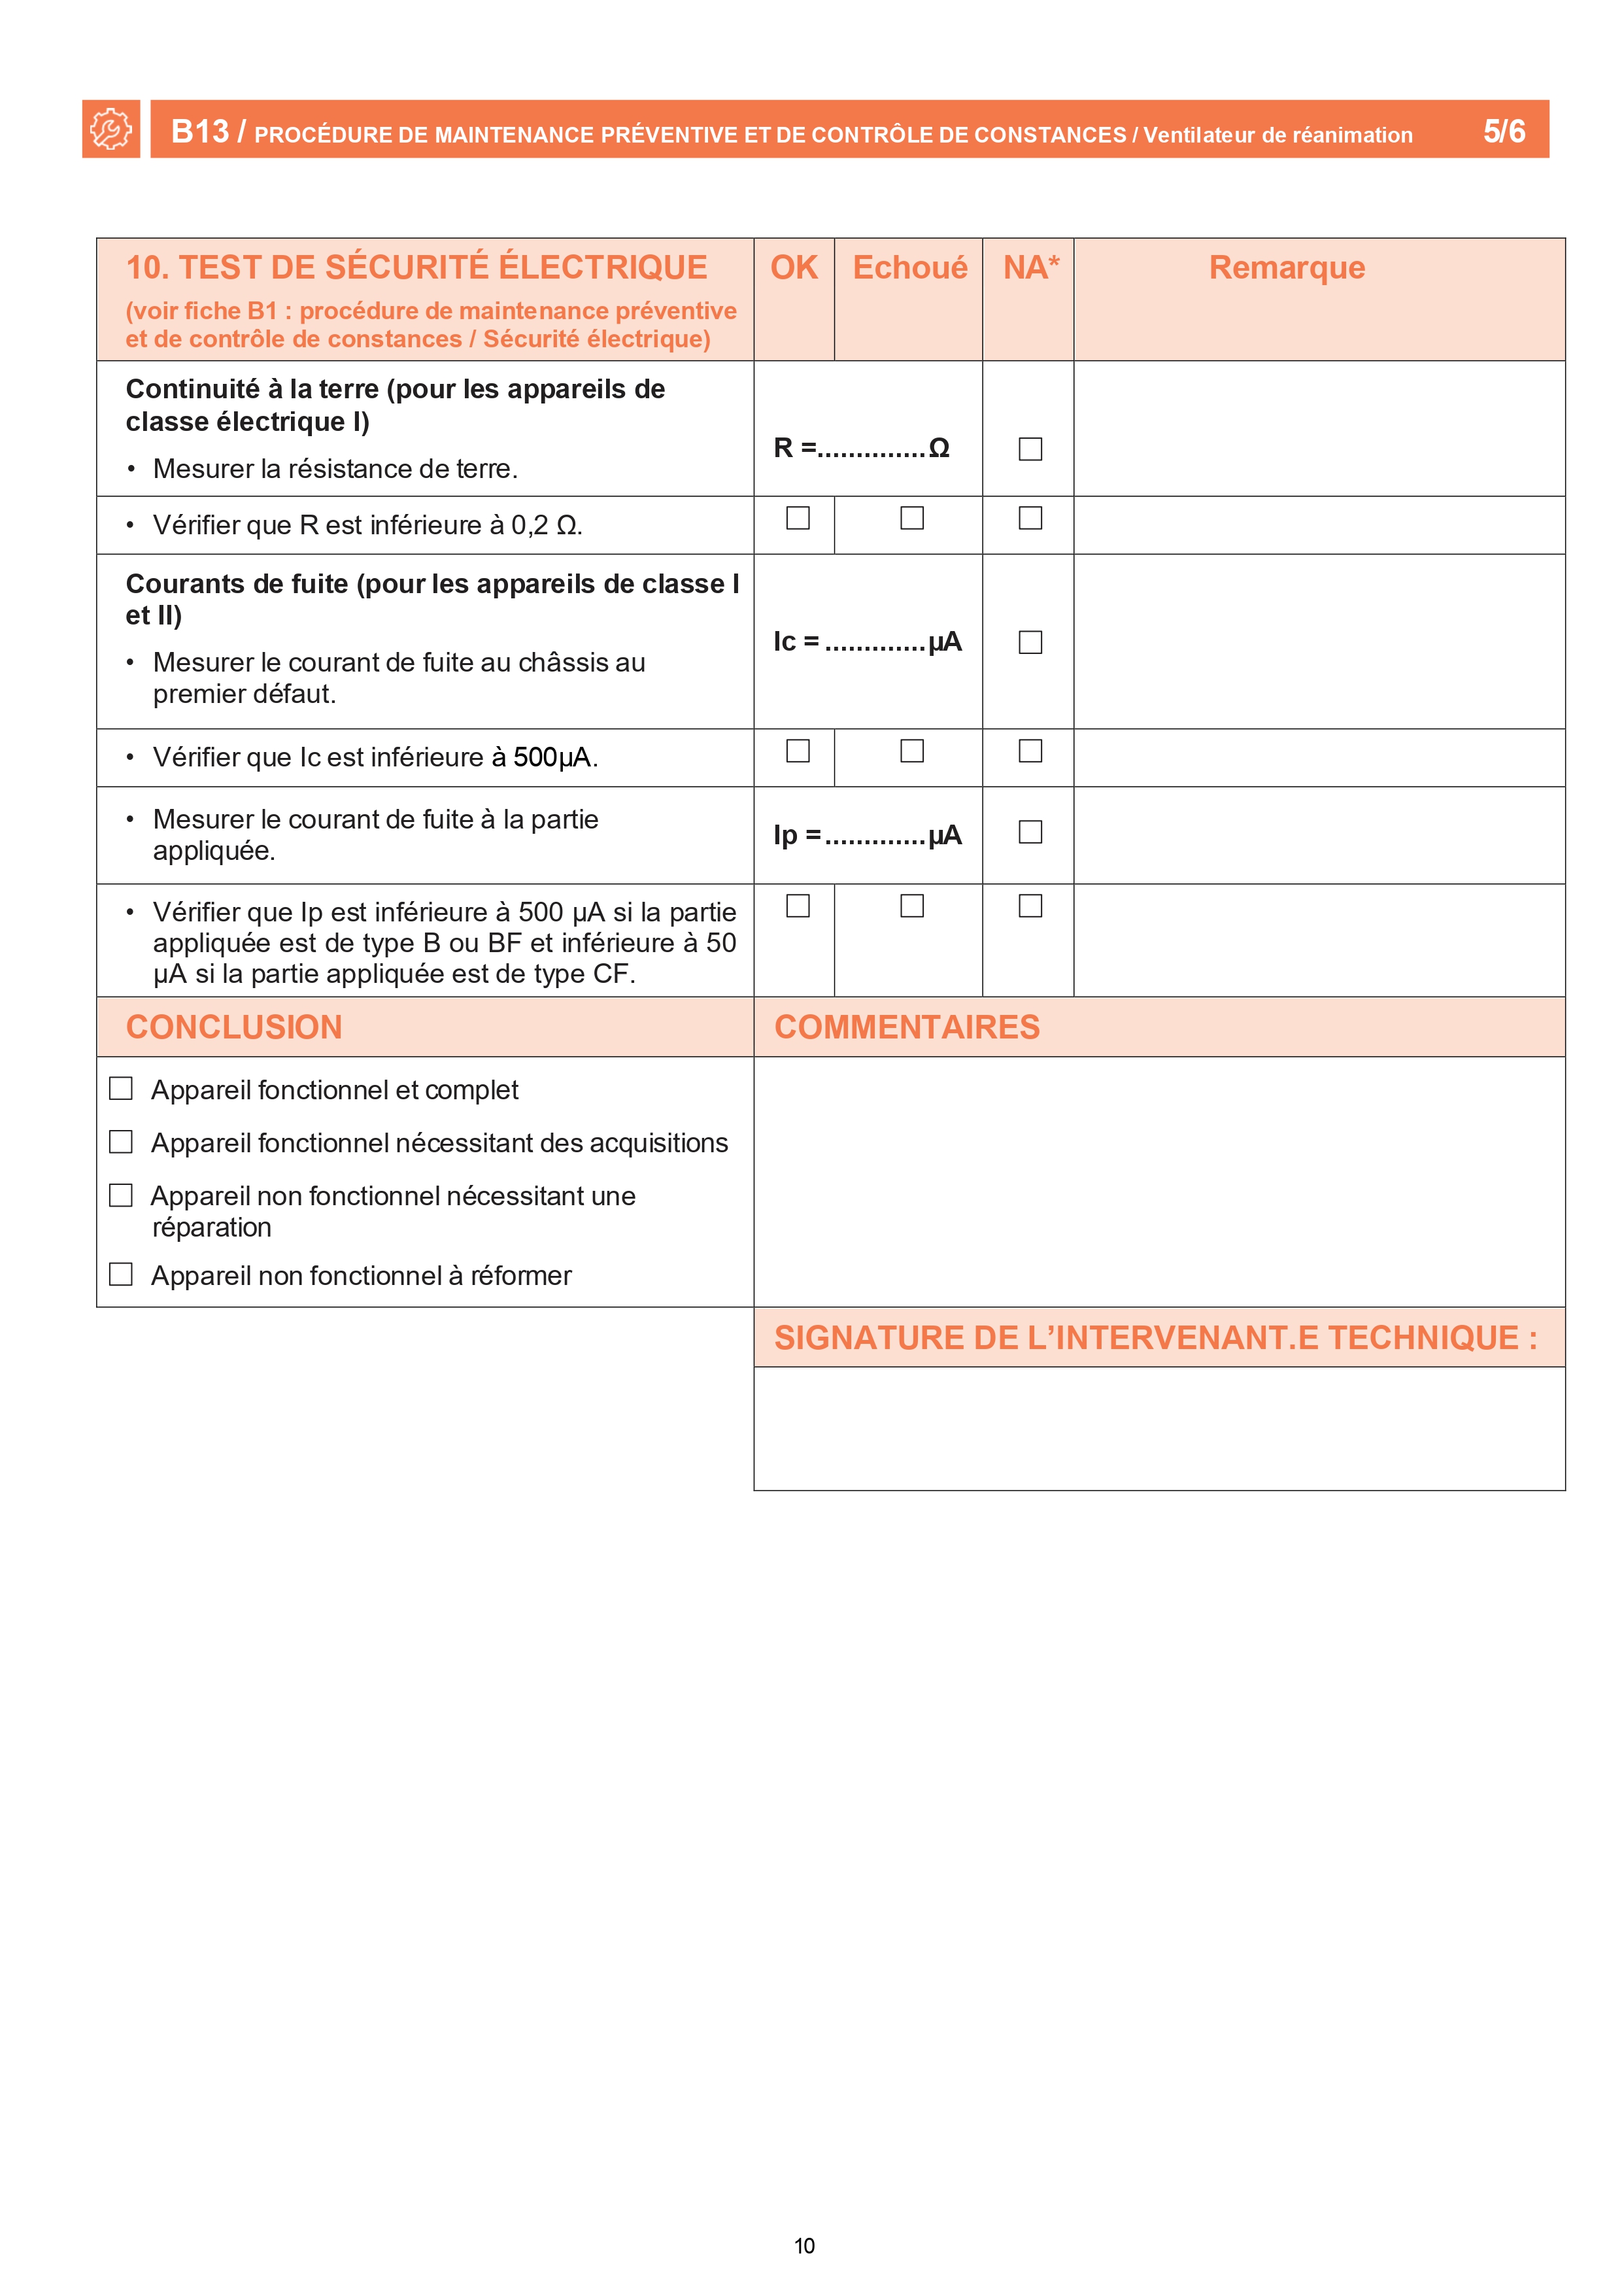 B13 / PROCÉDURE DE MAINTENANCE PRÉVENTIVE ET DE CONTRÔLE DE CONSTANCES / Ventilateur de réanimation 5/6
10. TEST DE SÉCURITÉ ÉLECTRIQUE
(voir fiche B1 : procédure de maintenance préventive
et de contrôle de constances / Sécurité électrique)
OK
Echoué
NA*
Remarque
Continuité à la terre (pour les appareils de
classe électrique I)
• Mesurer la résistance de terre.
R =..............Ω
• Vérifier que R est inférieure à 0,2 Ω.
Courants de fuite (pour les appareils de classe I
et II)
• Mesurer le courant de fuite au châssis au
premier défaut.
Ic = .............µA
• Vérifier que Ic est inférieure à 500µA.
• Mesurer le courant de fuite à la partie
appliquée.
Ip = .............µA
• Vérifier que Ip est inférieure à 500 µA si la partie
appliquée est de type B ou BF et inférieure à 50
µA si la partie appliquée est de type CF.
CONCLUSION
COMMENTAIRES
Appareil fonctionnel et complet
Appareil fonctionnel nécessitant des acquisitions
Appareil non fonctionnel nécessitant une
réparation
Appareil non fonctionnel à réformer
SIGNATURE DE L’INTERVENANT.E TECHNIQUE :
10